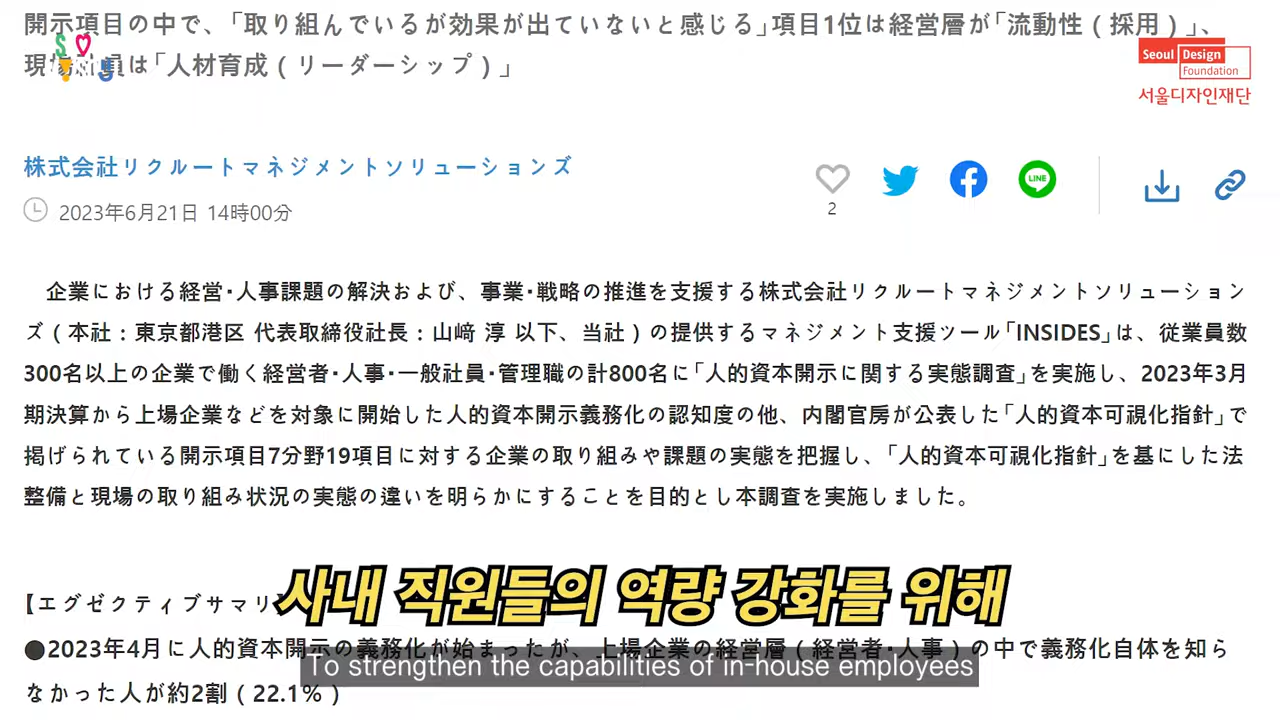 開示項目の中で、「取り組んでいるが効果が出ていないと感じる」項目1位は経営層が「流動性（採用）」、
現場社員は「人材育成（リーダーシップ）」
Seoul Design
Foundation
서울디자인재단
株式会社リクルートマネジメントソリューションズ
2023年6月21日 14時00分
2
LINE
企業における経営・人事課題の解決および、事業・戦略の推進を支援する株式会社リクルートマネジメントソリューション
ズ（本社：東京都港区 代表取締役社長：山﨑 淳 以下、当社）の提供するマネジメント支援ツール「INSIDES」は、従業員数
300名以上の企業で働く経営者・人事・一般社員・管理職の計800名に「人的資本開示に関する実態調査」を実施し、2023年3月
期決算から上場企業などを対象に開始した人的資本開示義務化の認知度の他、内閣官房が公表した「人的資本可視化指針」で
掲げられている開示項目7分野19項目に対する企業の取り組みや課題の実態を把握し、「人的資本可視化指針」を基にした法
整備と現場の取り組み状況の実態の違いを明らかにすることを目的とし本調査を実施しました。
【エグゼクティブサマリ
사내 직원들의 역량 강화를 위해
●2023年4月に人的資本開示の義務化が始まったが、上場企業の経営層（経営者・人事）の中で義務化自体を知ら
To strengthen the capabilities of in-house employees
なかった人が約2割（22.1％）